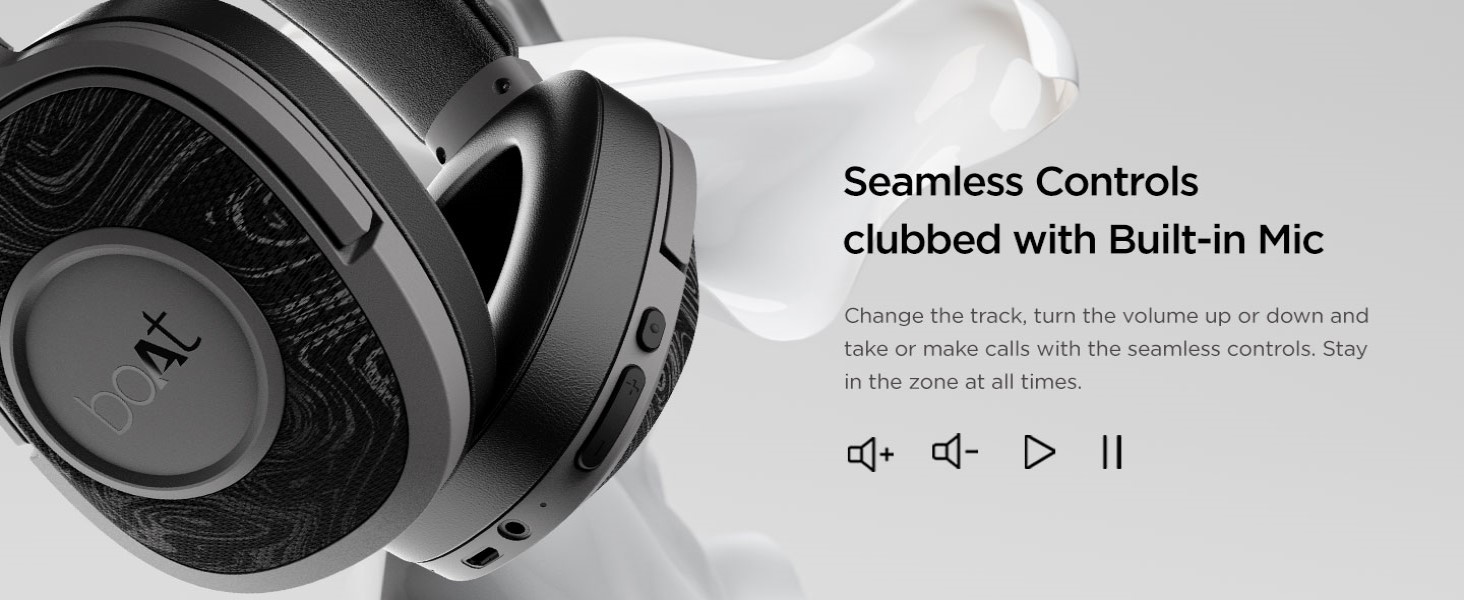 boAt
Seamless Controls
clubbed with Built-in Mic
Change the track, turn the volume up or down and
take or make calls with the seamless controls. Stay
in the zone at all times.